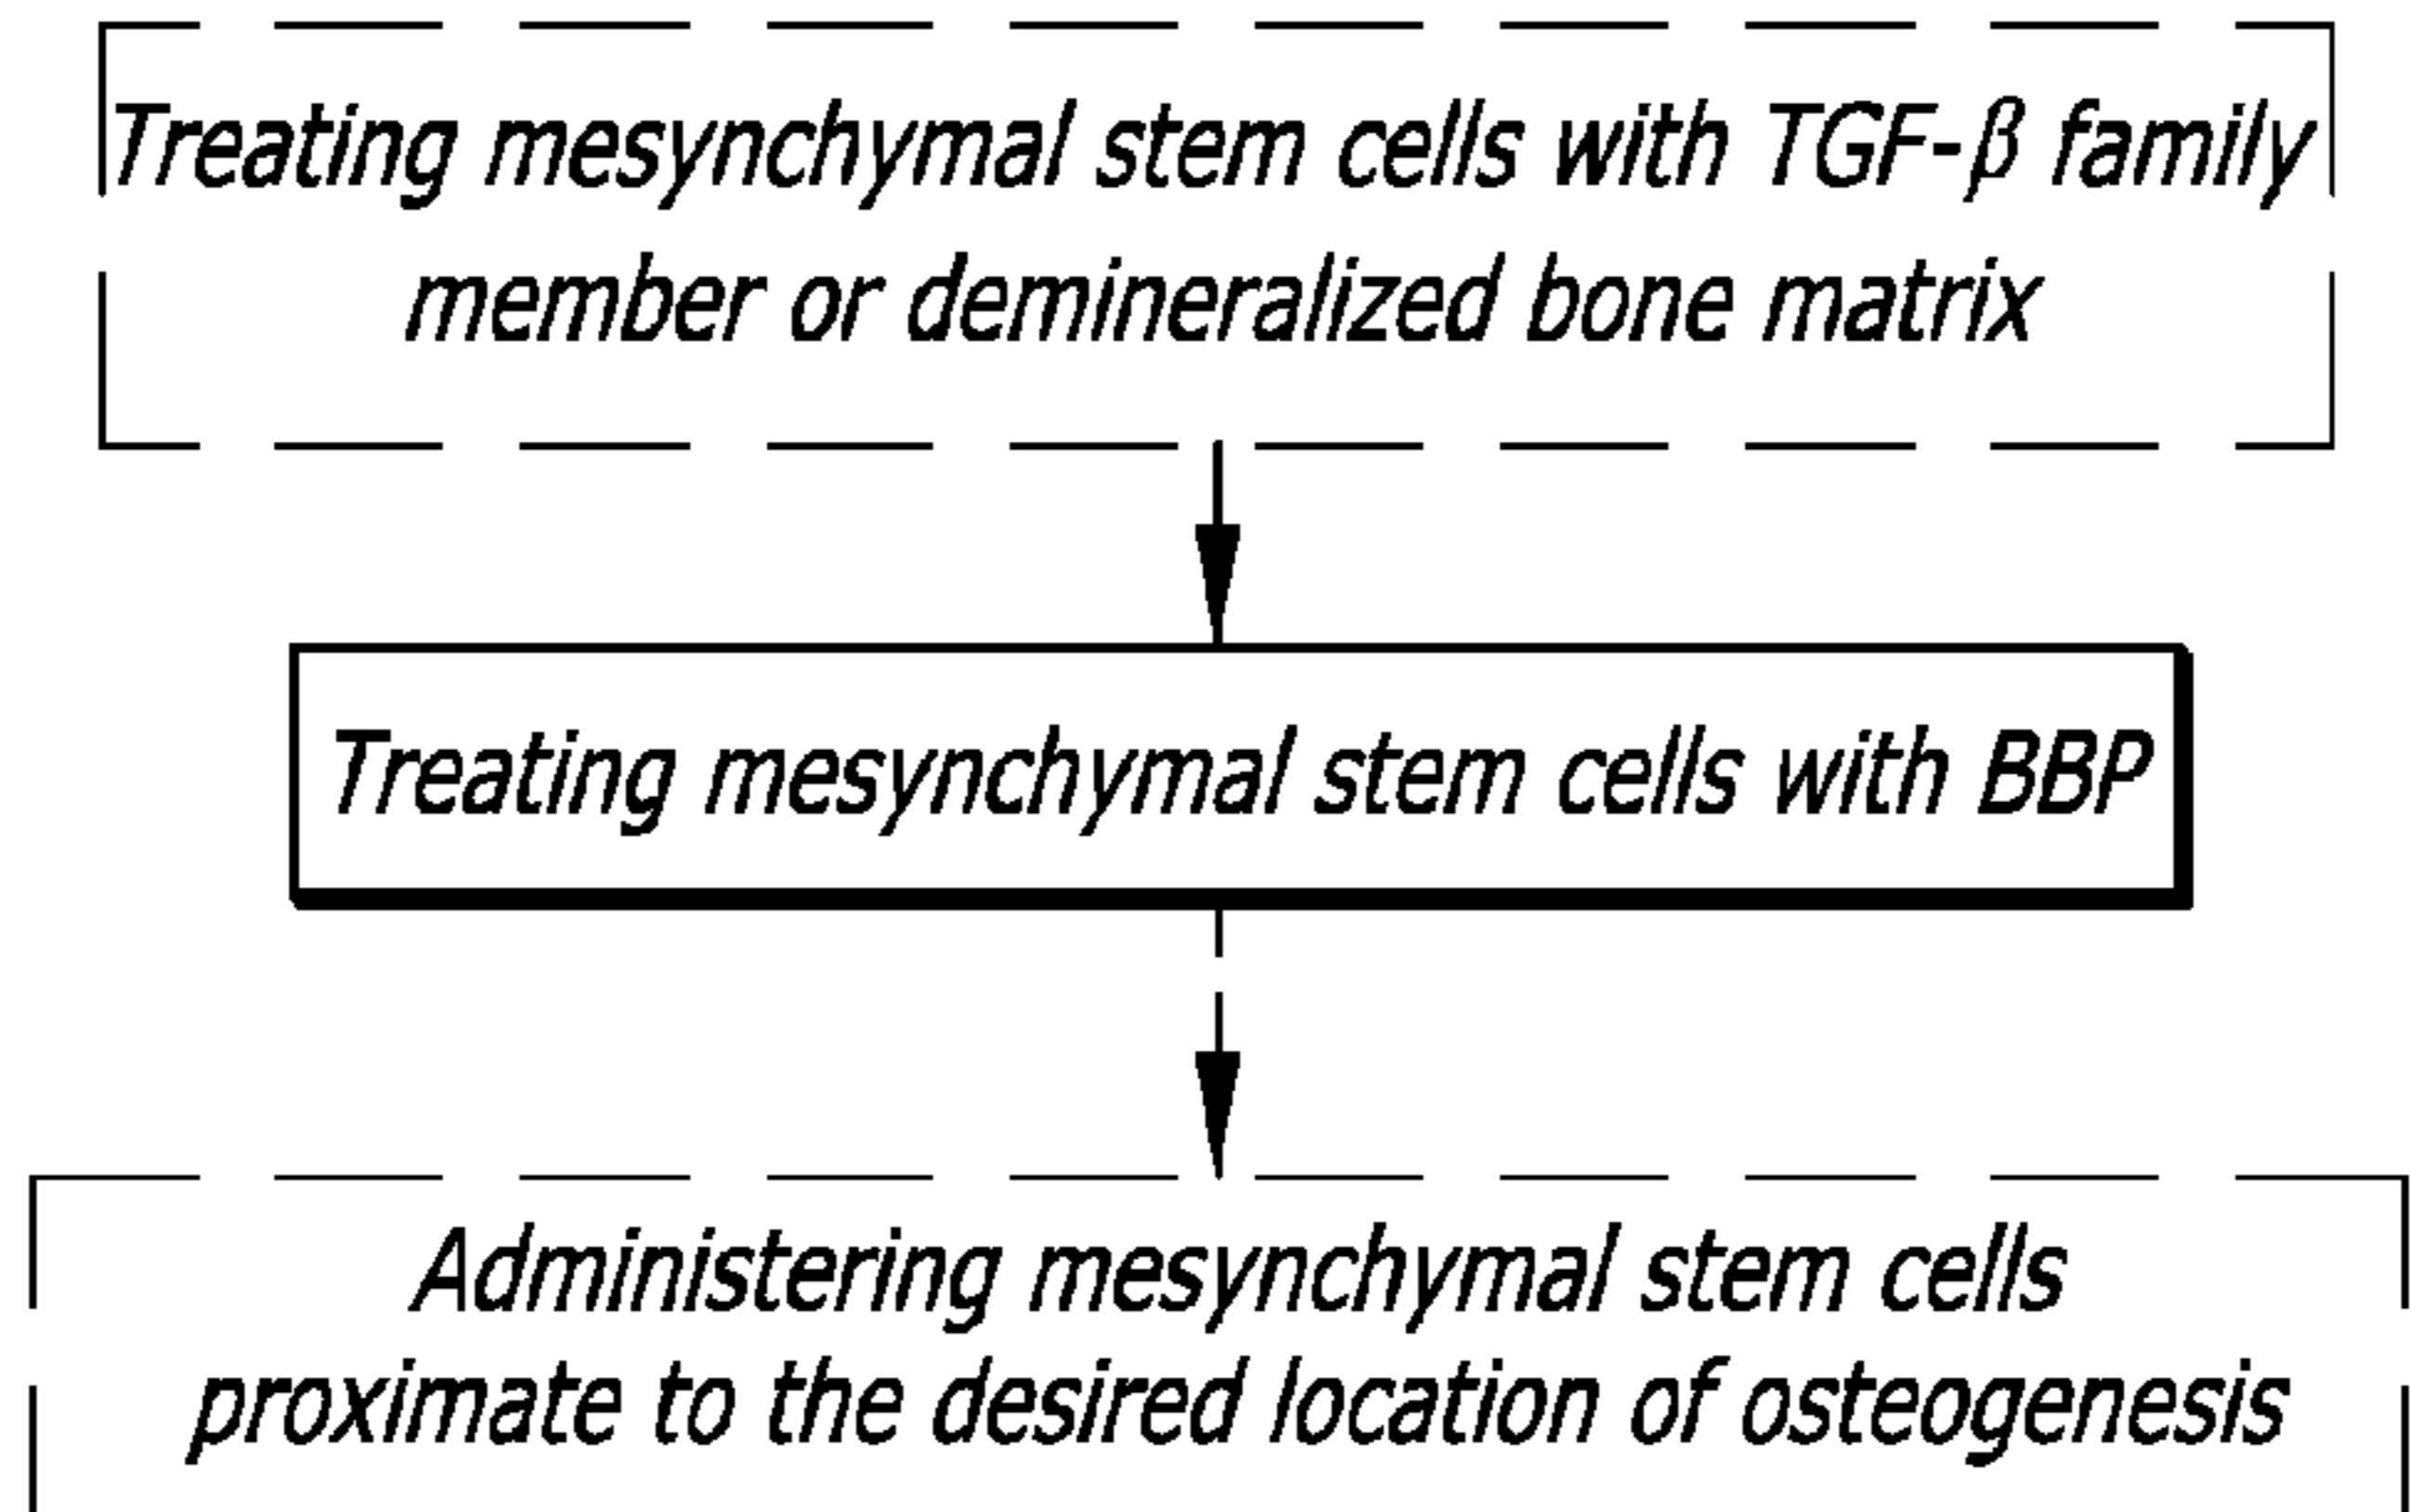 Treating mesynchymal stem cells with TGF-β family
member or demineralized bone matrix
Treating mesynchymal stem cells with BBP
Administering mesynchymal stem cells
proximate to the desired location of osteogenesis